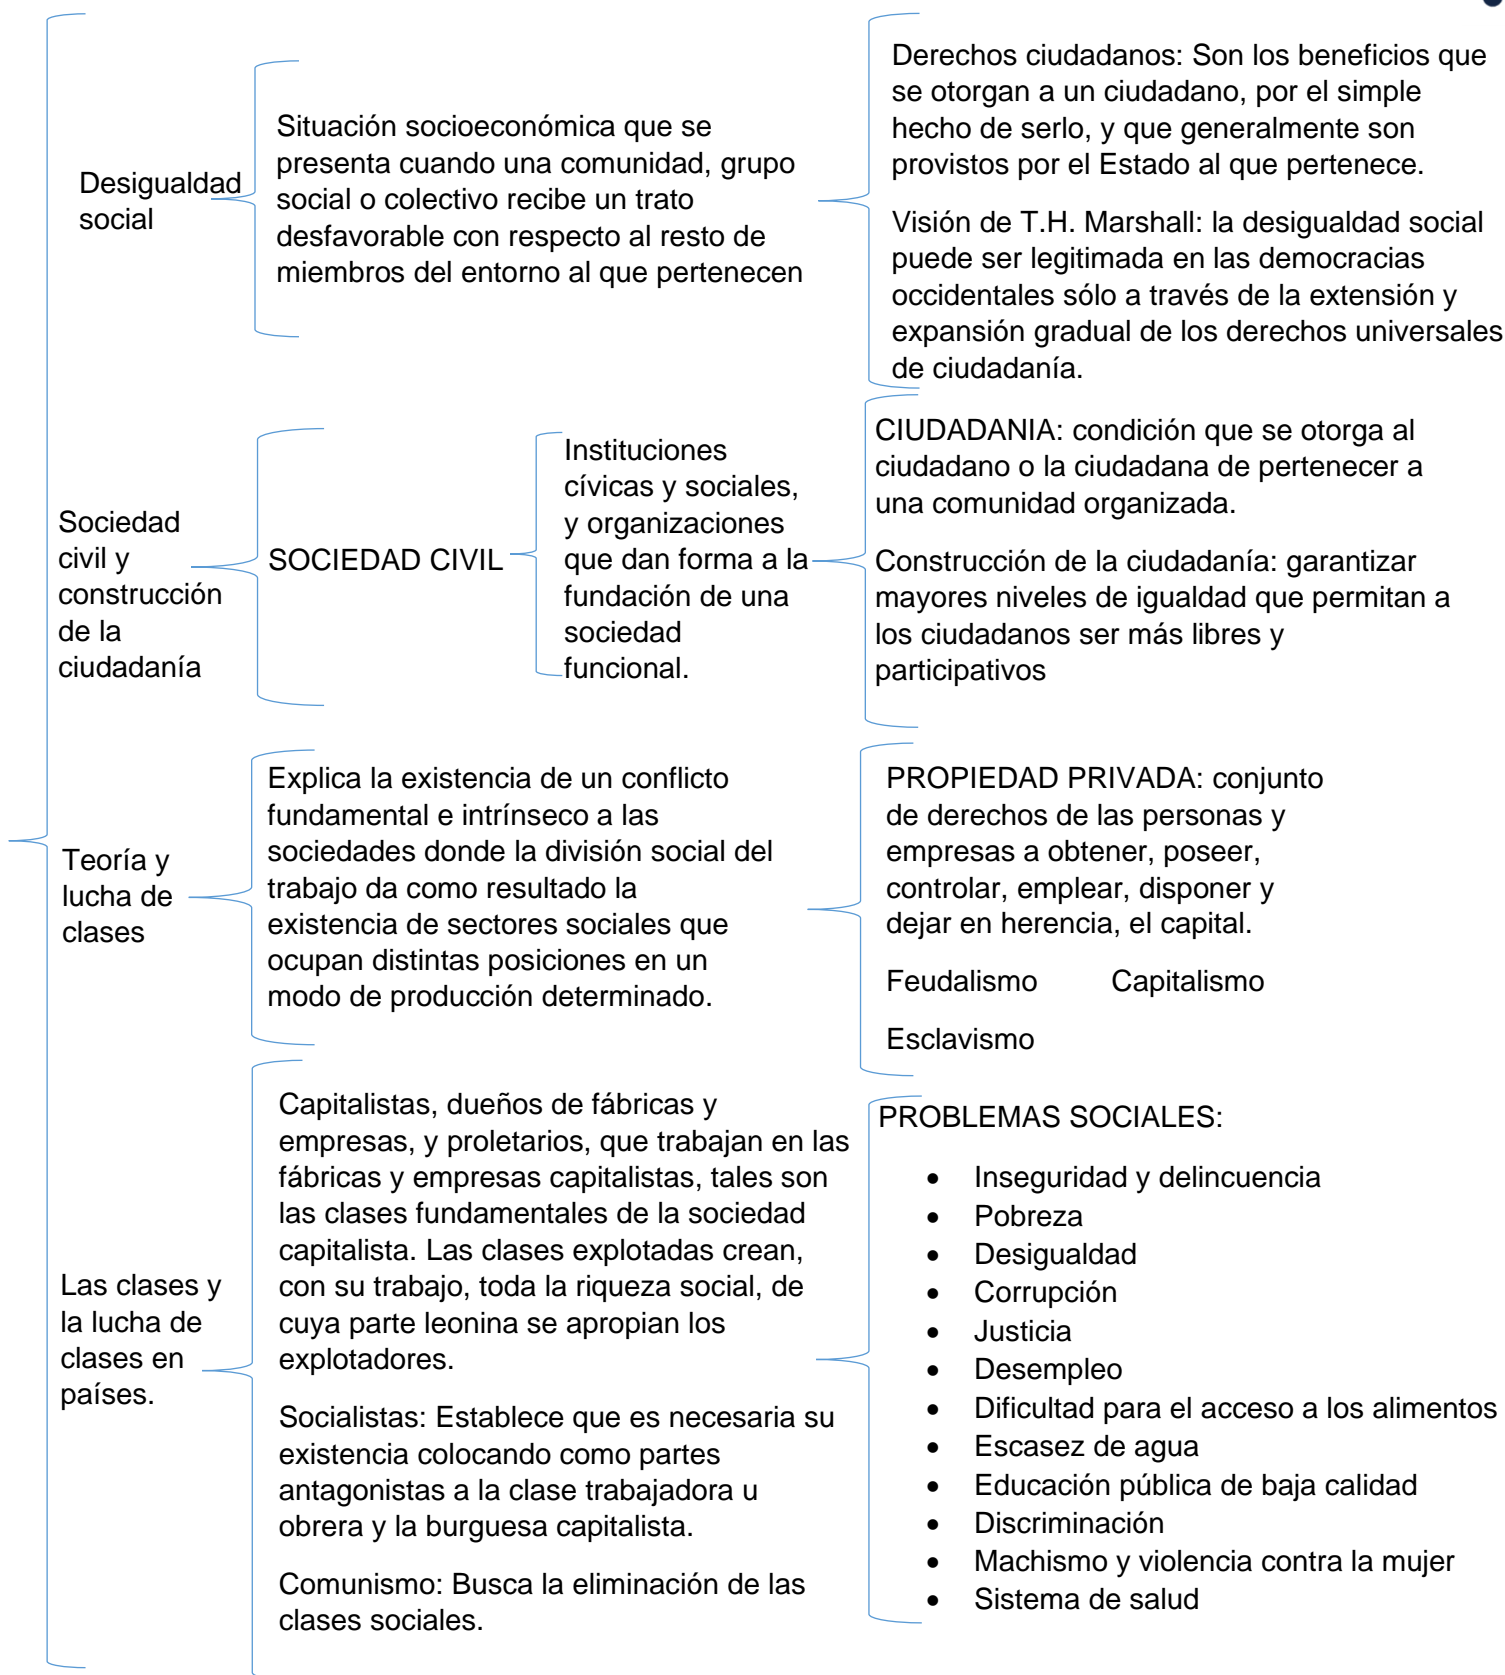 Desigualdad
social
Situación socioeconómica que se
presenta cuando una comunidad, grupo
social o colectivo recibe un trato
desfavorable con respecto al resto de
miembros del entorno al que pertenecen
Derechos ciudadanos: Son los beneficios que
se otorgan a un ciudadano, por el simple
hecho de serlo, y que generalmente son
provistos por el Estado al que pertenece.
Visión de T.H. Marshall: la desigualdad social
puede ser legitimada en las democracias
occidentales sólo a través de la extensión y
expansión gradual de los derechos universales
de ciudadanía.
Sociedad
civil y
construcción
de la
ciudadanía
SOCIEDAD CIVIL
Instituciones
cívicas y sociales,
y organizaciones
que dan forma a la
fundación de una
sociedad
funcional.
CIUDADANIA: condición que se otorga al
ciudadano o la ciudadana de pertenecer a
una comunidad organizada.
Construcción de la ciudadanía: garantizar
mayores niveles de igualdad que permitan a
los ciudadanos ser más libres y
participativos
Teoría y
lucha de
clases
Explica la existencia de un conflicto
fundamental e intrínseco a las
sociedades donde la división social del
trabajo da como resultado la
existencia de sectores sociales que
ocupan distintas posiciones en un
modo de producción determinado.
PROPIEDAD PRIVADA: conjunto
de derechos de las personas y
empresas a obtener, poseer,
controlar, emplear, disponer y
dejar en herencia, el capital.
Feudalismo Capitalismo
Esclavismo
Las clases y
la lucha de
clases en
países.
Capitalistas, dueños de fábricas y
empresas, y proletarios, que trabajan en las
fábricas y empresas capitalistas, tales son
las clases fundamentales de la sociedad
capitalista. Las clases explotadas crean,
con su trabajo, toda la riqueza social, de
cuya parte leonina se apropian los
explotadores.
Socialistas: Establece que es necesaria su
existencia colocando como partes
antagonistas a la clase trabajadora u
obrera y la burguesa capitalista.
Comunismo: Busca la eliminación de las
clases sociales.
PROBLEMAS SOCIALES:
• Inseguridad y delincuencia
• Pobreza
• Desigualdad
• Corrupción
• Justicia
• Desempleo
• Dificultad para el acceso a los alimentos
• Escasez de agua
• Educación pública de baja calidad
• Discriminación
• Machismo y violencia contra la mujer
• Sistema de salud